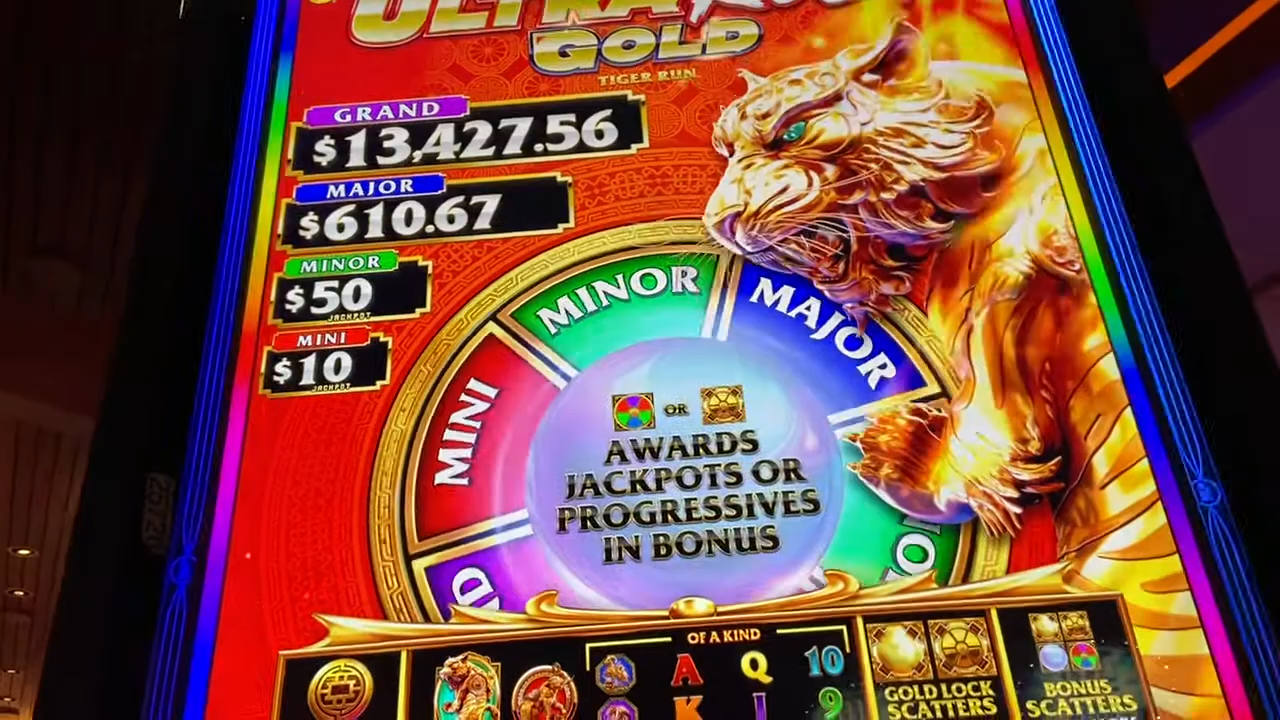 ULTRA
GOLD
TIGER RUN
GRAND
$13,427.56
MAJOR
$610.67
MINOR
$50
JACKPOT
MINI
$10
JACKPOT
MINOR
MAJOR
MINI
OR
AWARDS
JACKPOTS OR
PROGRESSIVES
IN BONUS
OF A KIND
A Q 10
K J 9
GOLD LOCK
SCATTERS
BONUS
SCATTERS